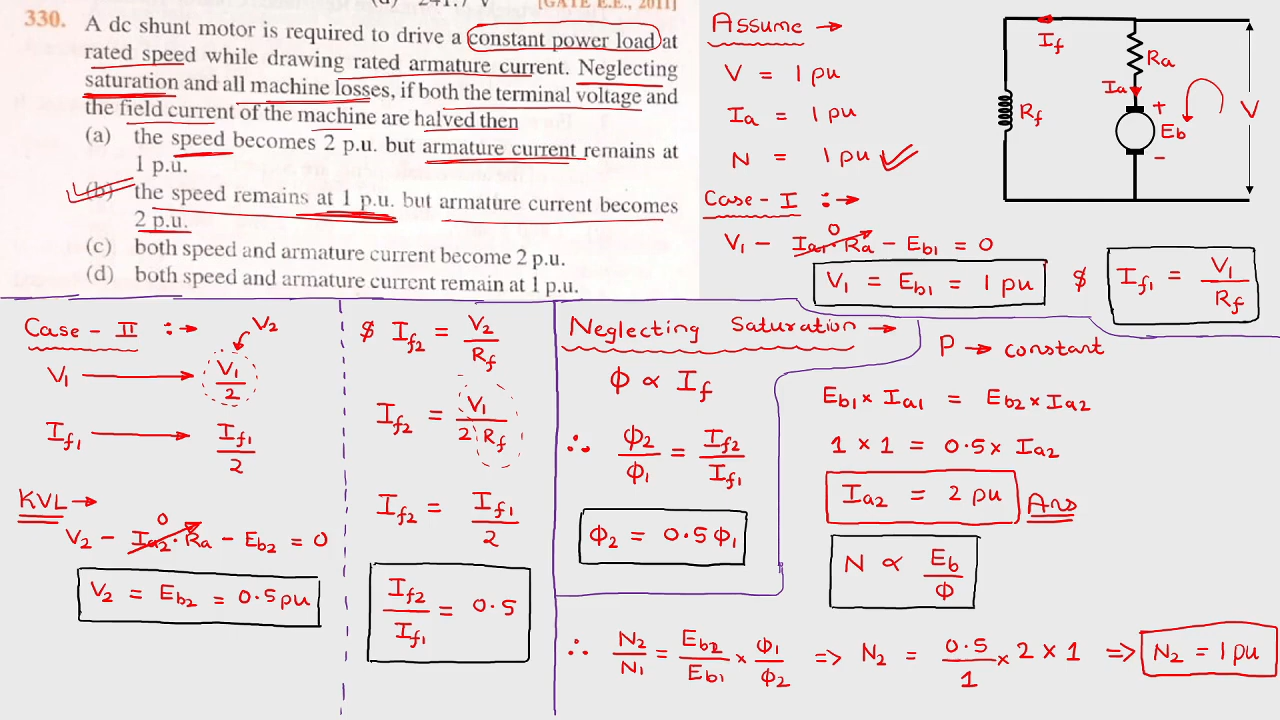 (d) 241.7 V [GATE E.E., 2011]
330. A dc shunt motor is required to drive a constant power load at
rated speed while drawing rated armature current. Neglecting
saturation and all machine losses, if both the terminal voltage and
the field current of the machine are halved then
(a) the speed becomes 2 p.u. but armature current remains at
1 p.u.
(b) the speed remains at 1 p.u. but armature current becomes
2 p.u.
(c) both speed and armature current become 2 p.u.
(d) both speed and armature current remain at 1 p.u.
Assume →
V = 1 pu
Ia = 1 pu
N = 1 pu
If
Ra
Ia
Rf
+
Eb
−
V
Case - I :→
V1 - Ia1 Ra - Eb1 = 0
0
V1 = Eb1 = 1 pu $ If1 = V1/Rf
Case - II :→
V2
V1 → V1/2
If1 → If1/2
KVL →
0
V2 - Ia2 · Ra - Eb2 = 0
V2 = Eb2 = 0.5 pu
$ If2 = V2/Rf
If2 = V1/2 Rf
If2 = If1/2
If2/If1 = 0.5
Neglecting Saturation →
ϕ ∝ If
∴ ϕ2/ϕ1 = If2/If1
ϕ2 = 0.5 ϕ1
P → constant
Eb1 × Ia1 = Eb2 × Ia2
1 × 1 = 0.5 × Ia2
Ia2 = 2 pu Ans
N ∝ Eb/ϕ
∴ N2/N1 = Eb2/Eb1 × ϕ1/ϕ2 => N2 = 0.5/1 × 2 × 1 => N2 = 1 pu